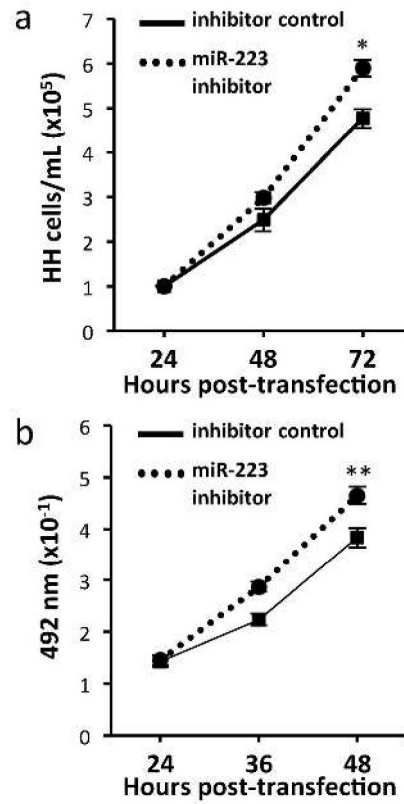 a
inhibitor control
miR-223
inhibitor
*
HH cells/mL (x10⁵)
7
6
5
4
3
2
1
0
24 48 72
Hours post-transfection
b
inhibitor control
miR-223
inhibitor
**
492 nm (x10⁻¹)
6
5
4
3
2
1
0
24 36 48
Hours post-transfection